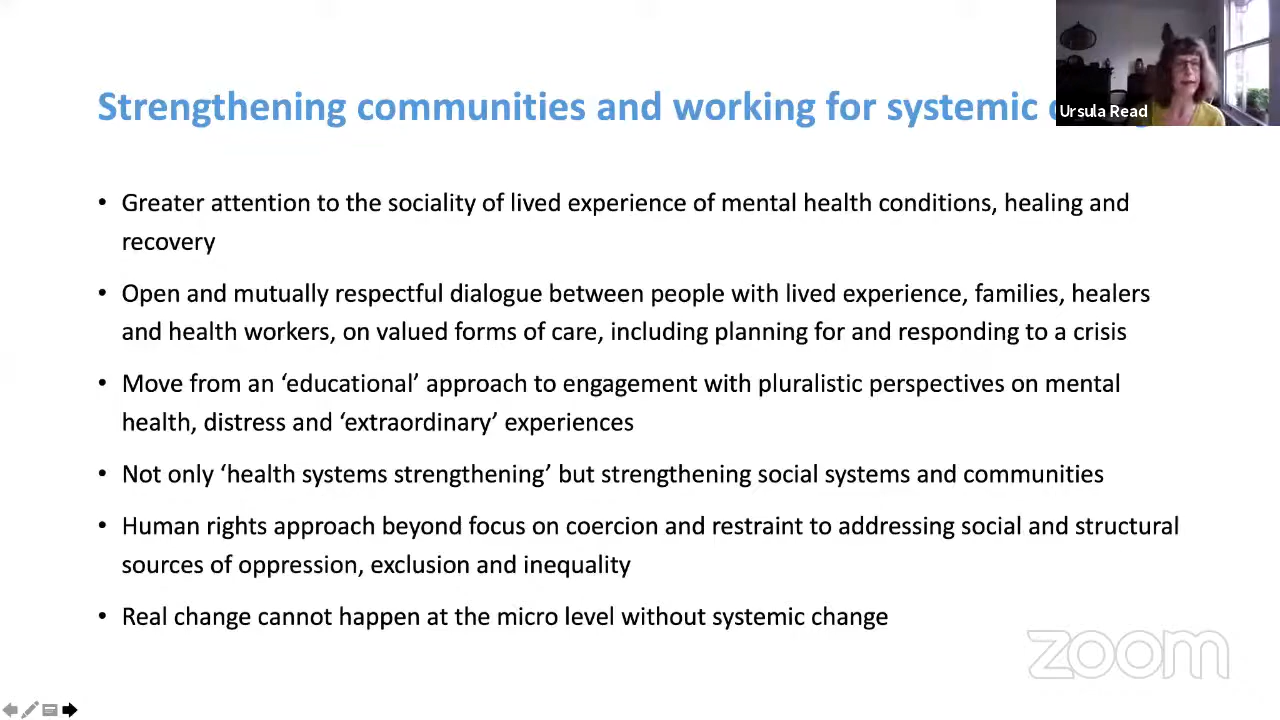 Strengthening communities and working for systemic
Ursula Read
• Greater attention to the sociality of lived experience of mental health conditions, healing and
recovery
• Open and mutually respectful dialogue between people with lived experience, families, healers
and health workers, on valued forms of care, including planning for and responding to a crisis
• Move from an ‘educational’ approach to engagement with pluralistic perspectives on mental
health, distress and ‘extraordinary’ experiences
• Not only ‘health systems strengthening’ but strengthening social systems and communities
• Human rights approach beyond focus on coercion and restraint to addressing social and structural
sources of oppression, exclusion and inequality
• Real change cannot happen at the micro level without systemic change
zoom